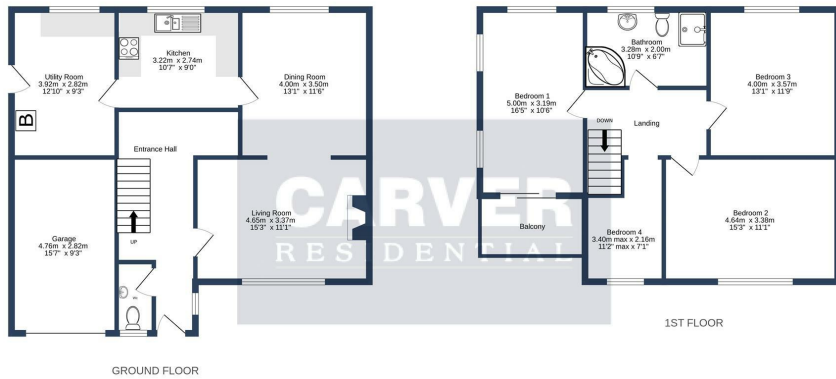 Utility Room
3.92m x 2.82m
12'10" x 9'3"
B
Kitchen
3.22m x 2.74m
10'7" x 9'0"
Dining Room
4.00m x 3.50m
13'1" x 11'6"
Entrance Hall
UP
Garage
4.76m x 2.82m
15'7" x 9'3"
Living Room
4.65m x 3.37m
15'3" x 11'1"
GROUND FLOOR
CARVER
RESIDENTIAL
Bedroom 1
5.00m x 3.19m
16'5" x 10'6"
Bathroom
3.28m x 2.00m
10'9" x 6'7"
Bedroom 3
4.00m x 3.57m
13'1" x 11'9"
Landing
DOWN
Balcony
Bedroom 4
3.40m max x 2.16m
11'2" max x 7'1"
Bedroom 2
4.64m x 3.38m
15'3" x 11'1"
1ST FLOOR